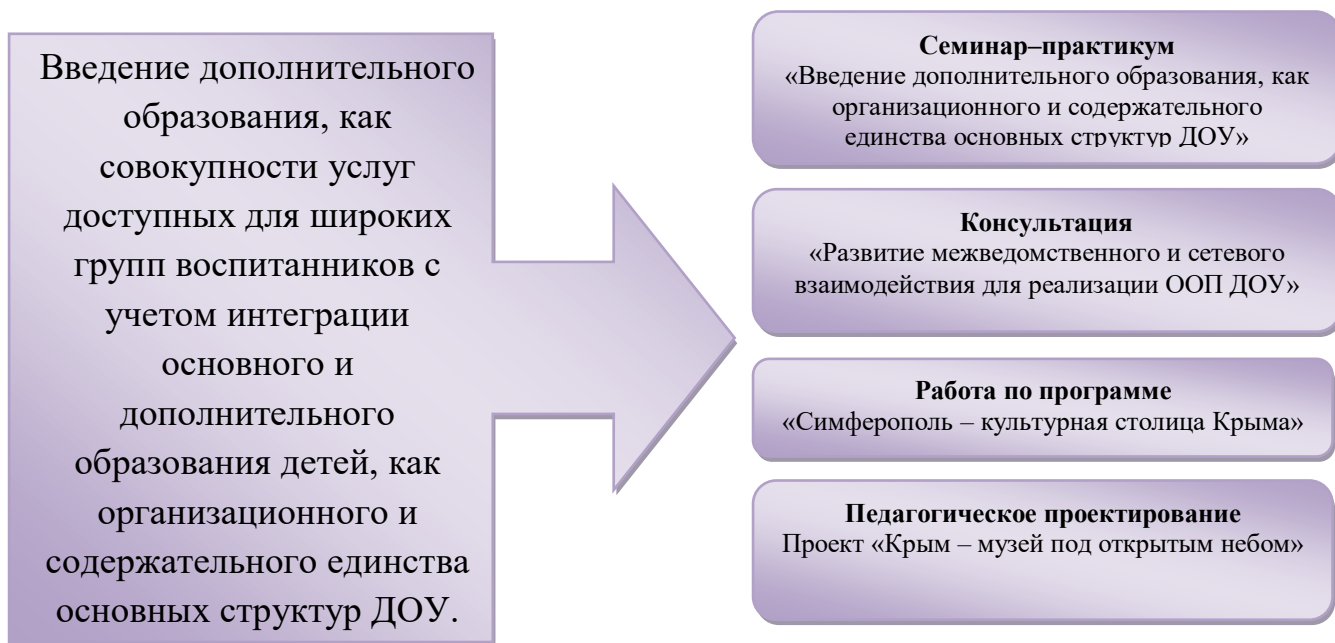 Введение дополнительного
образования, как
совокупности услуг
доступных для широких
групп воспитанников с
учетом интеграции
основного и
дополнительного
образования детей, как
организационного и
содержательного единства
основных структур ДОУ.
Семинар–практикум
«Введение дополнительного образования, как
организационного и содержательного
единства основных структур ДОУ»
Консультация
«Развитие межведомственного и сетевого
взаимодействия для реализации ООП ДОУ»
Работа по программе
«Симферополь – культурная столица Крыма»
Педагогическое проектирование
Проект «Крым – музей под открытым небом»